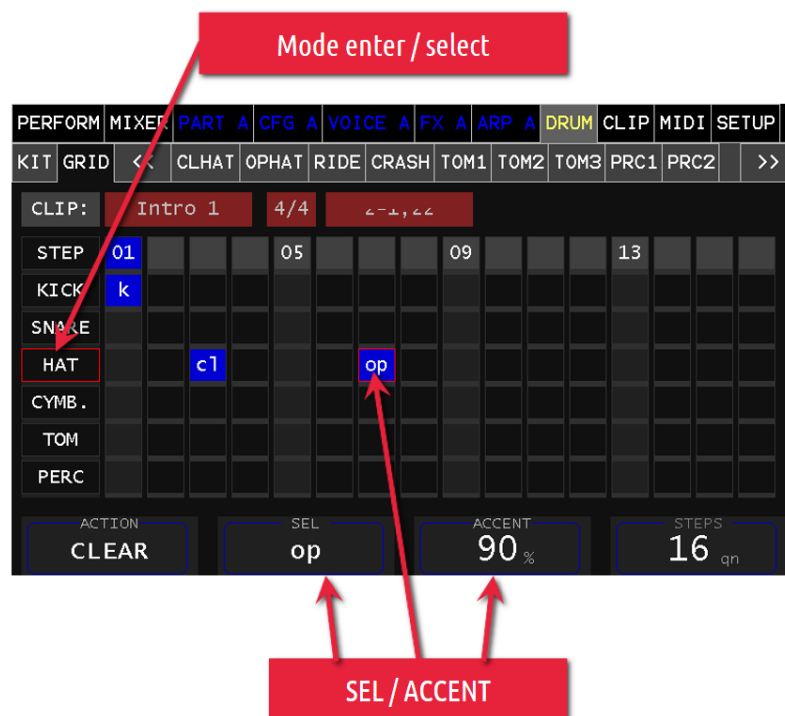 Mode enter / select
PERFORM MIXER PART A CFG A VOICE A FX A ARP A DRUM CLIP MIDI SETUP
KIT GRID << CLHAT OPHAT RIDE CRASH TOM1 TOM2 TOM3 PRC1 PRC2 >>
CLIP: Intro 1 4/4
STEP 01 05 09 13
KICK k
SNARE
HAT cl op
CYMB.
TOM
PERC
ACTION SEL ACCENT STEPS
CLEAR op 90 % 16 qn
SEL / ACCENT